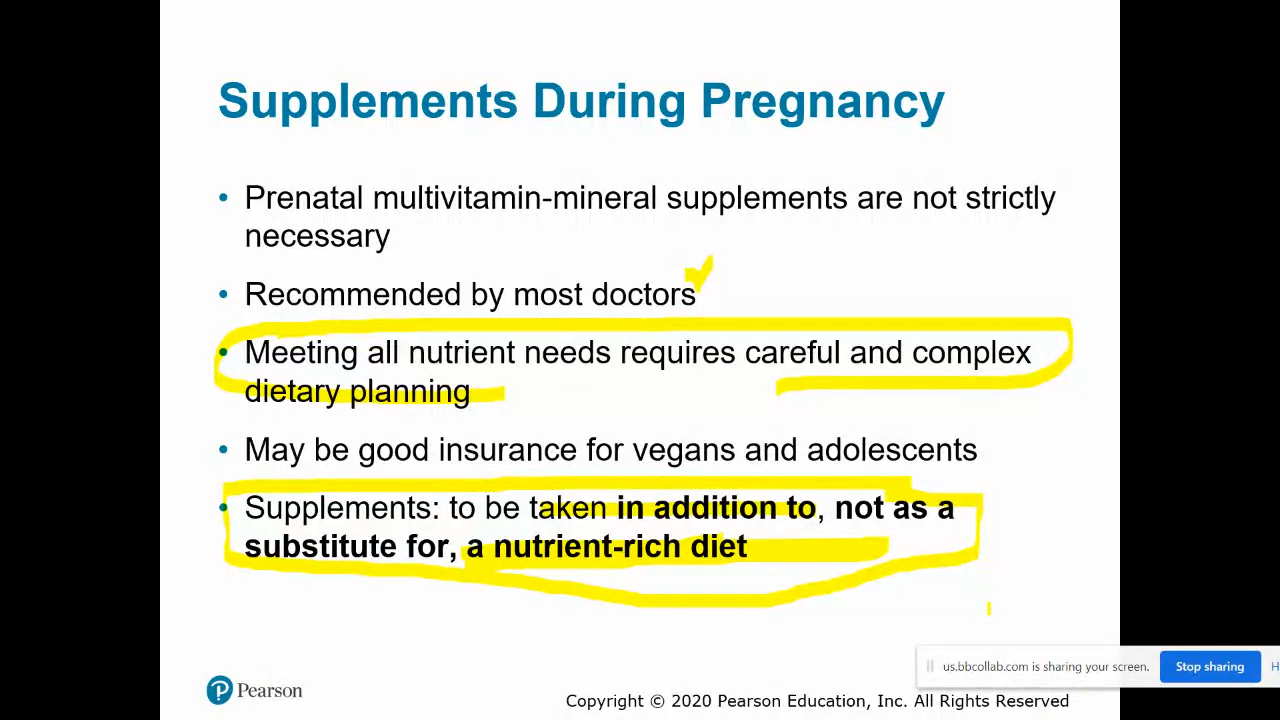 Supplements During Pregnancy
• Prenatal multivitamin-mineral supplements are not strictly
necessary
• Recommended by most doctors
• Meeting all nutrient needs requires careful and complex
dietary planning
• May be good insurance for vegans and adolescents
• Supplements: to be taken in addition to, not as a
substitute for, a nutrient-rich diet
us.bbcollab.com is sharing your screen. Stop sharing
P Pearson
Copyright © 2020 Pearson Education, Inc. All Rights Reserved